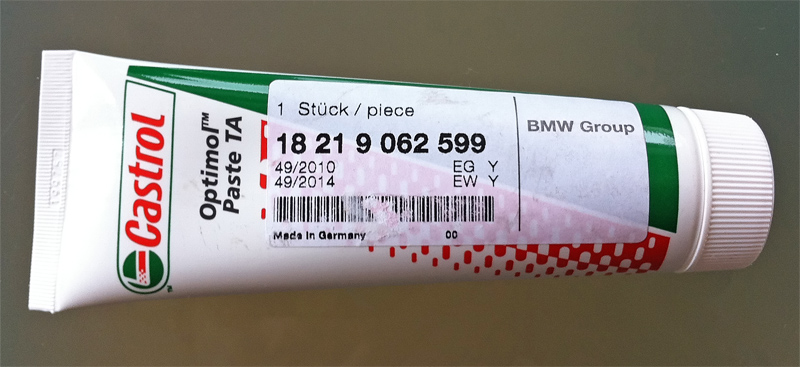 Castrol
Optimol™
Paste TA
1 Stück / piece
18 21 9 062 599
49/2010 EG Y
49/2014 EW Y
Made in Germany 00
BMW Group